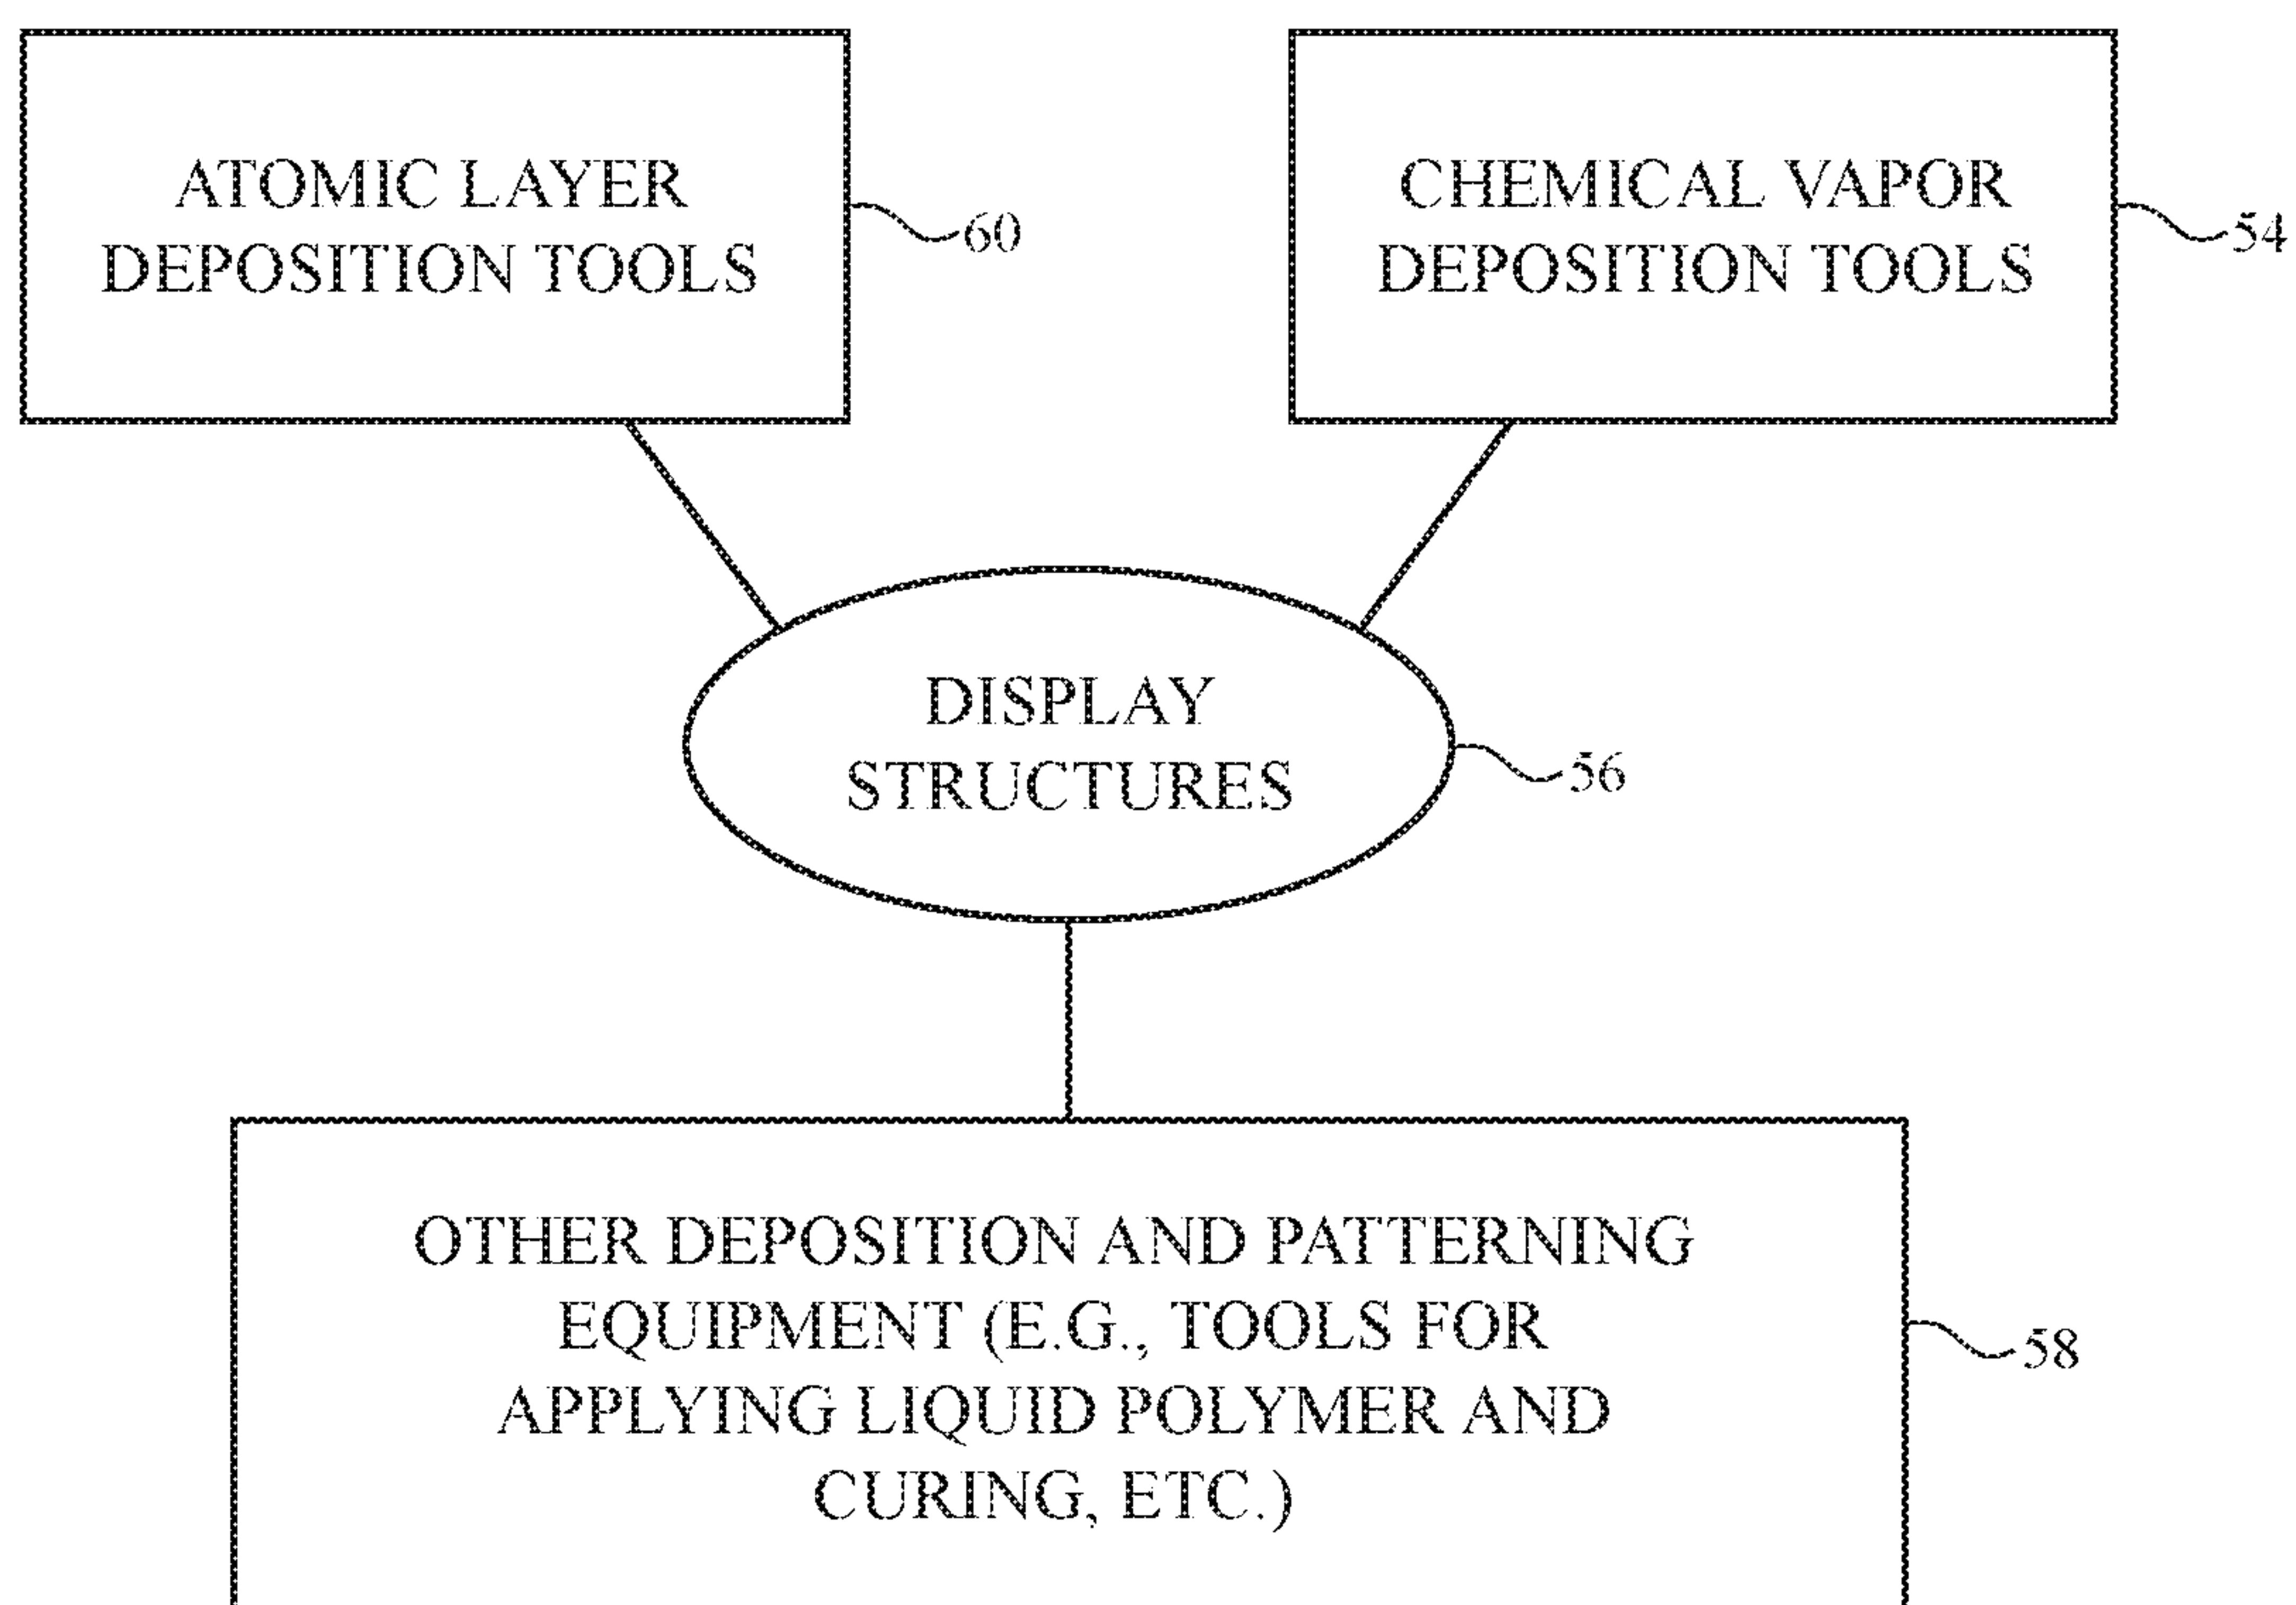 ATOMIC LAYER
DEPOSITION TOOLS
60
CHEMICAL VAPOR
DEPOSITION TOOLS
54
DISPLAY
STRUCTURES
56
OTHER DEPOSITION AND PATTERNING
EQUIPMENT (E.G., TOOLS FOR
APPLYING LIQUID POLYMER AND
CURING, ETC.)
58